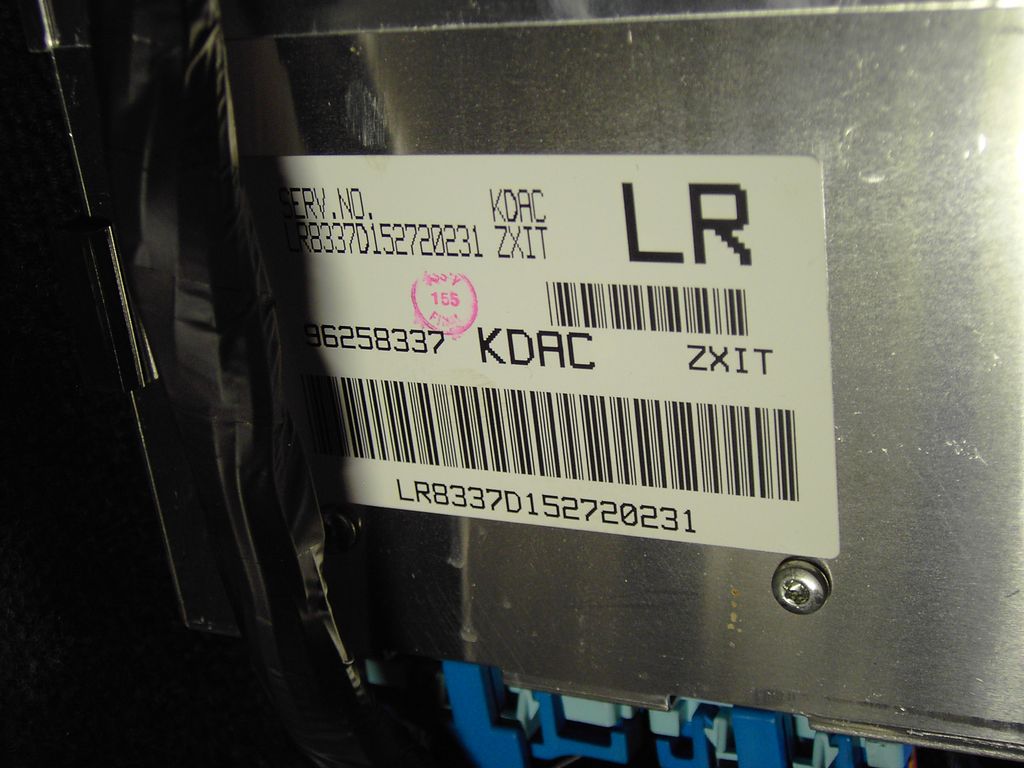 SERV.NO. KDAC LR
LR8337D152720231 ZXIT
155
96258337 KDAC ZXIT
LR8337D152720231